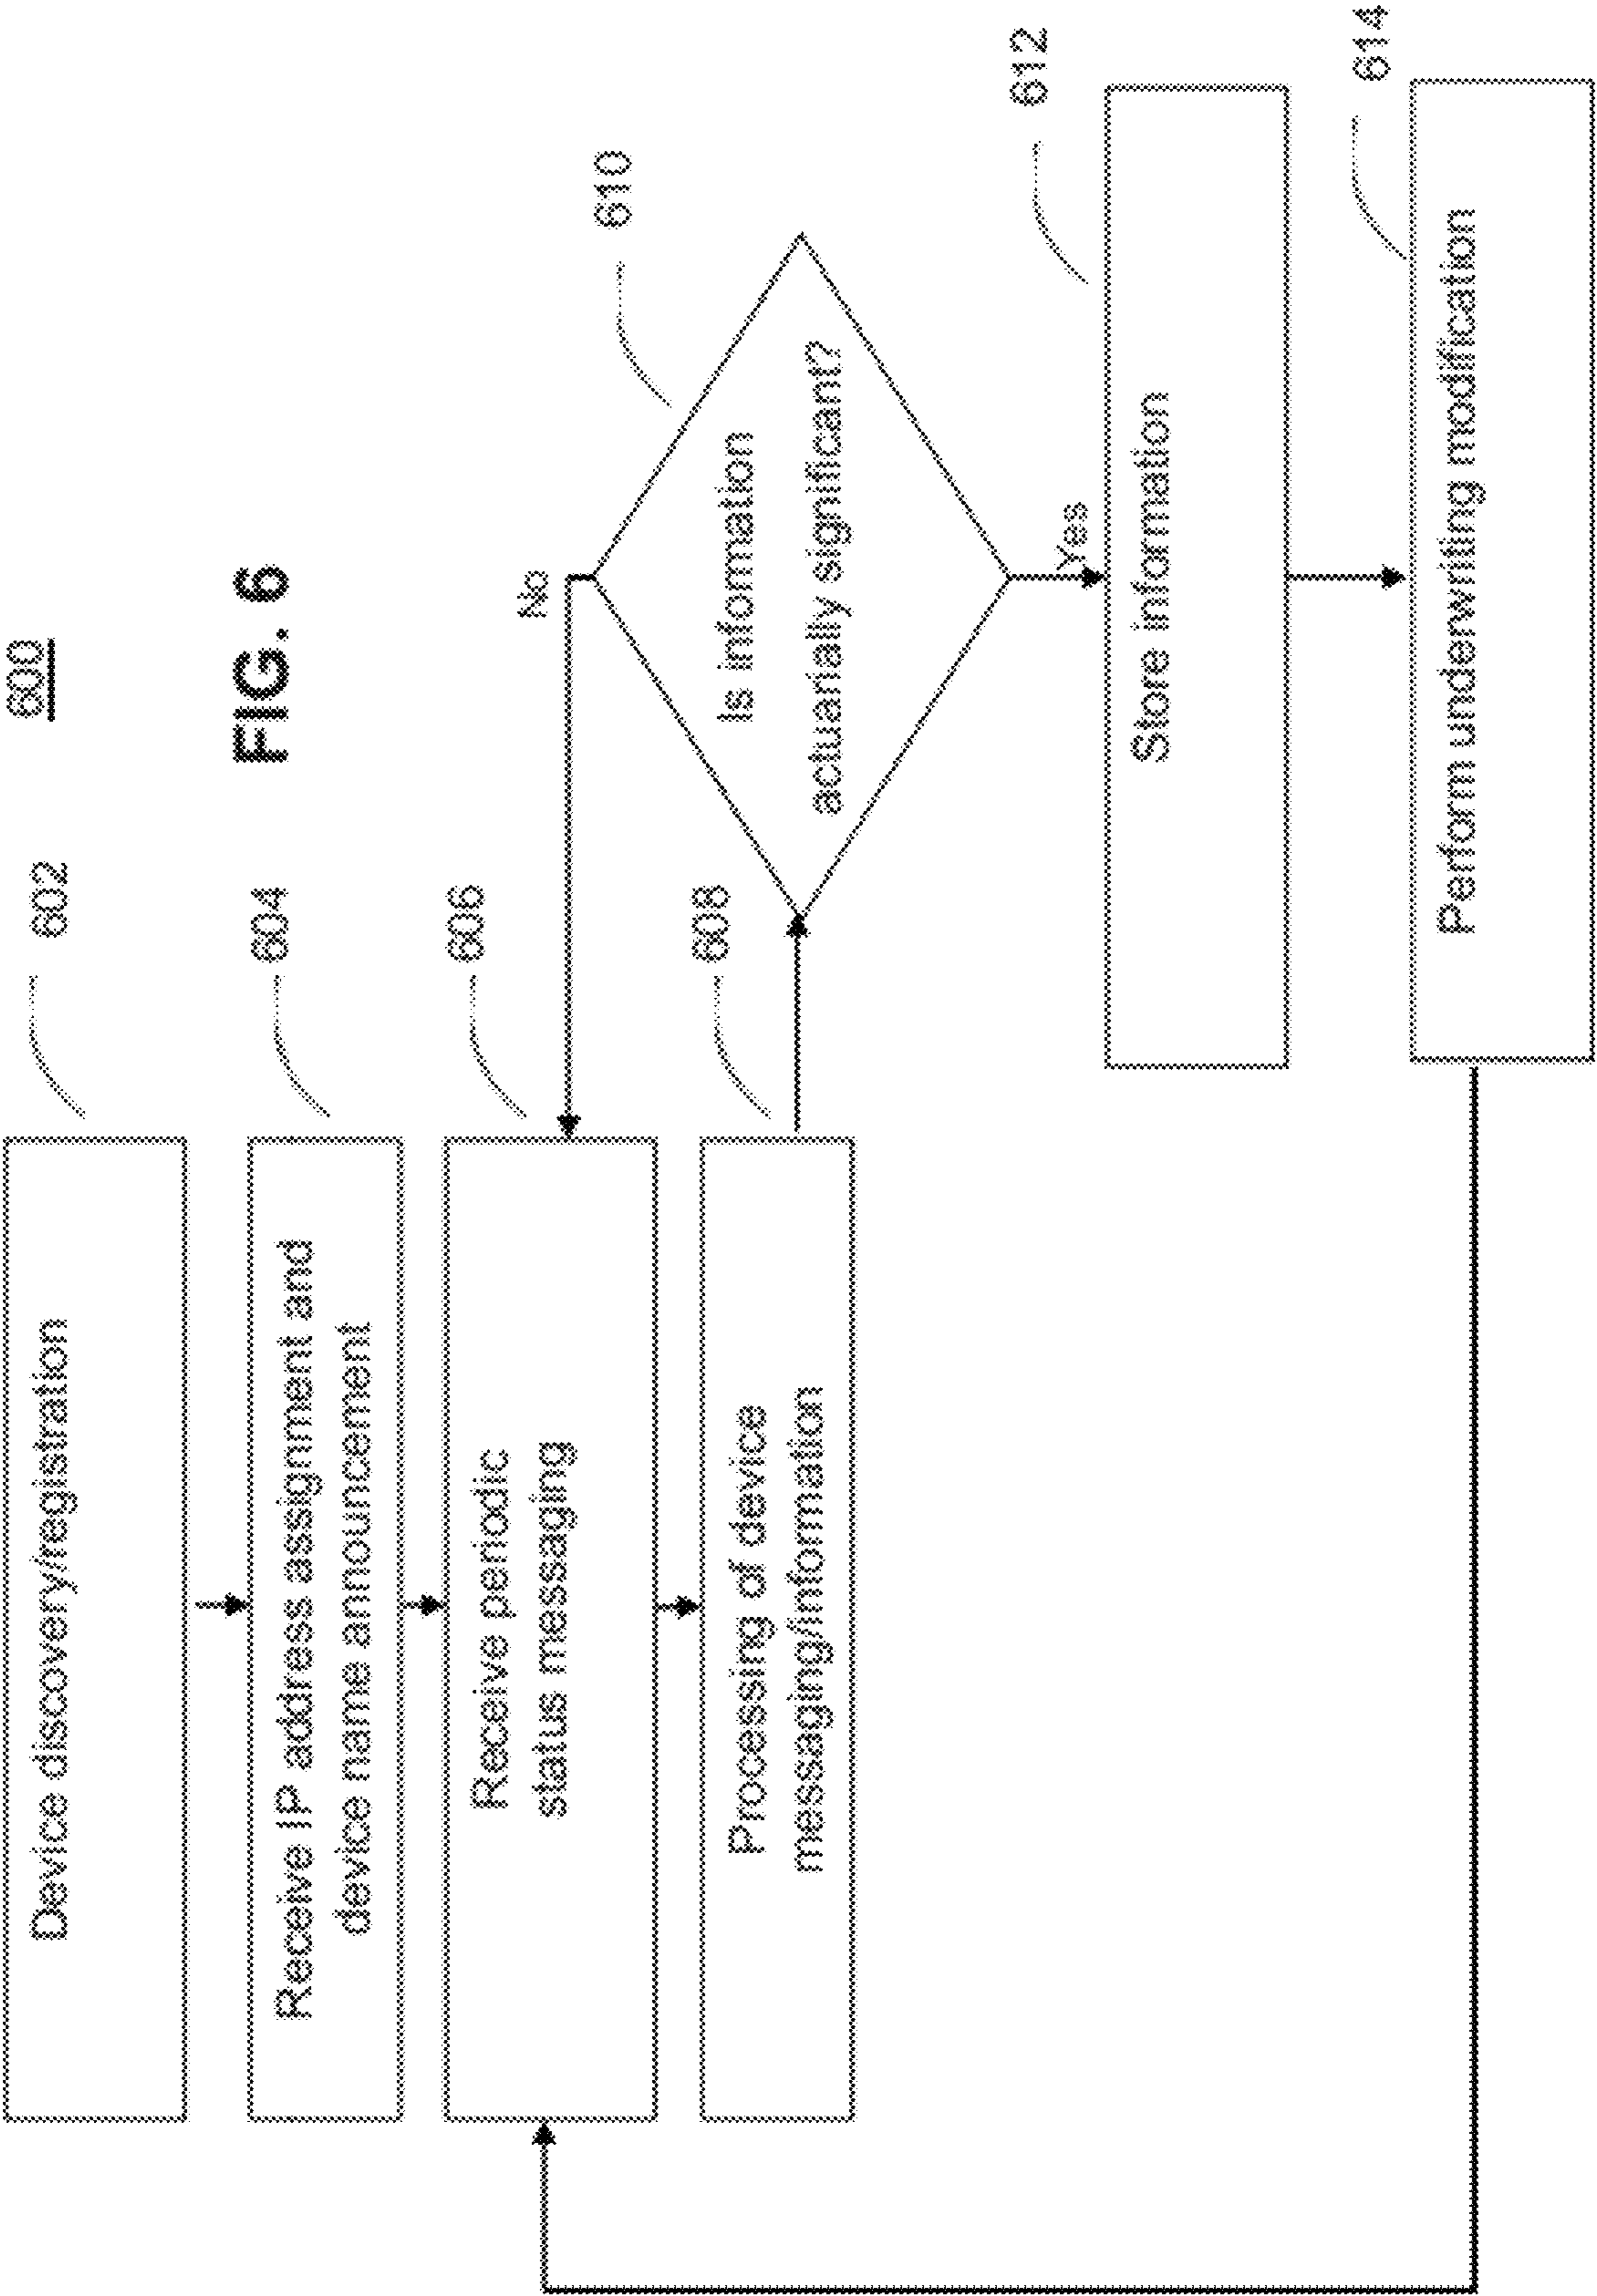 600
FIG. 6
Device discovery/registration
602
Receive IP address assignment and
device name announcement
604
Receive periodic
status messaging
606
Processing of device
messaging/information
608
Is information
actuarially significant?
610
No
Yes
Store information
612
Perform underwriting modification
614